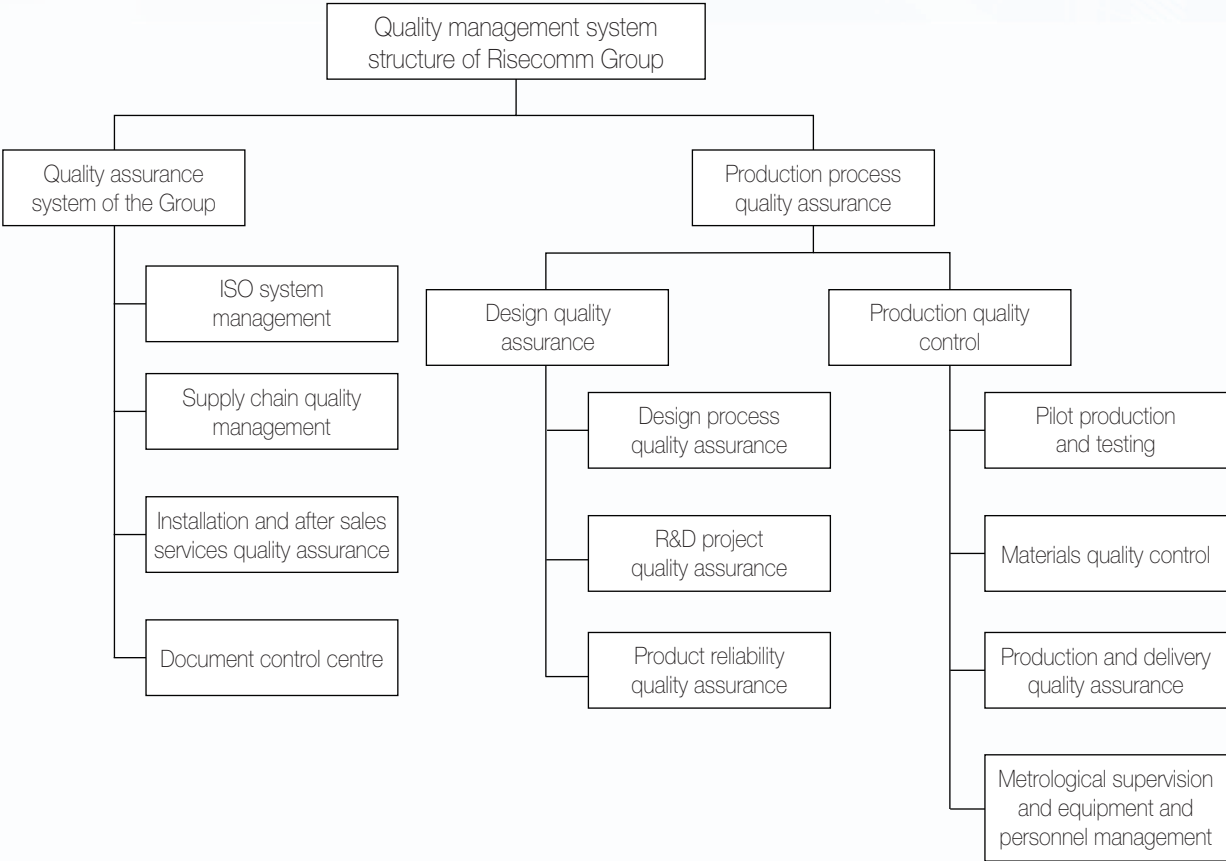 Quality management system
structure of Risecomm Group
Quality assurance
system of the Group
Production process
quality assurance
ISO system
management
Supply chain quality
management
Installation and after sales
services quality assurance
Document control centre
Design quality
assurance
Design process
quality assurance
R&D project
quality assurance
Product reliability
quality assurance
Production quality
control
Pilot production
and testing
Materials quality control
Production and delivery
quality assurance
Metrological supervision
and equipment and
personnel management